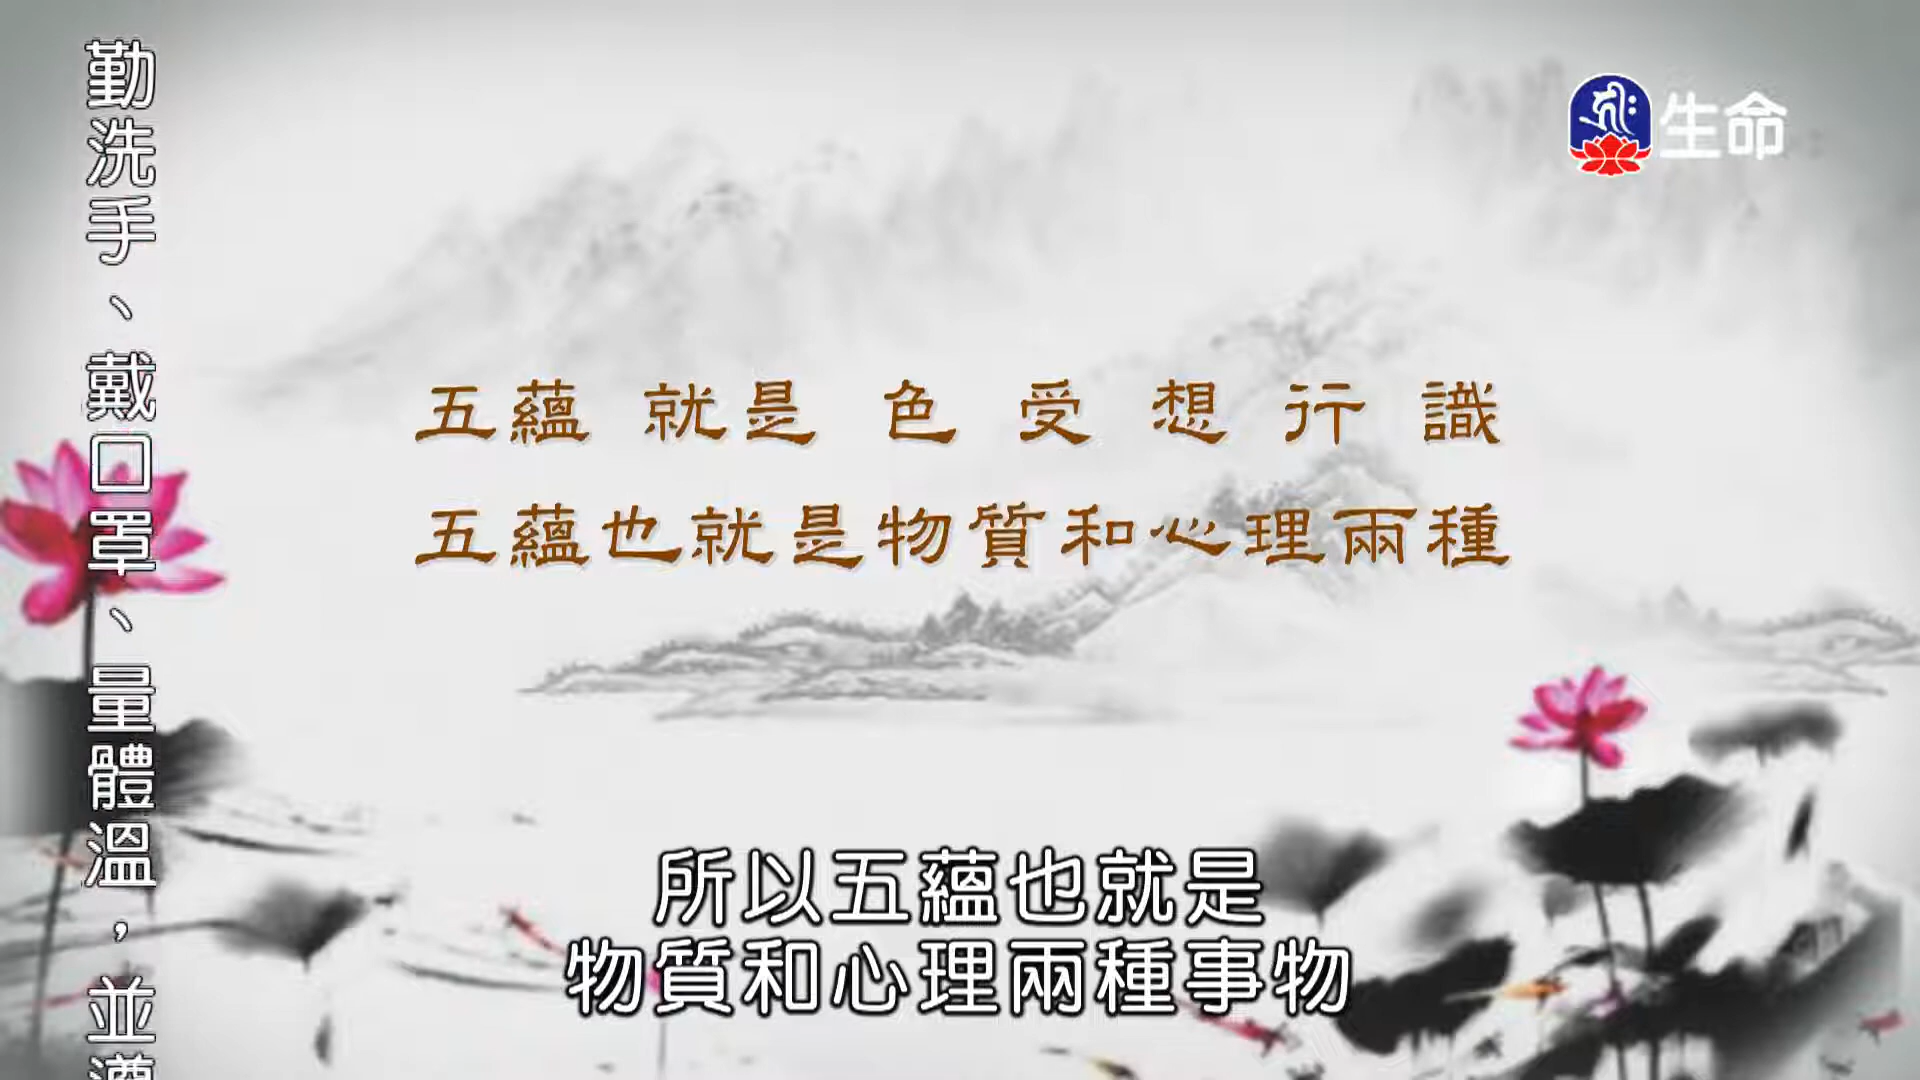 勤洗手、戴口罩、量體溫，並遵
生命
五蘊 就是 色 受 想 行 識
五蘊也就是物質和心理兩種
所以五蘊也就是
物質和心理兩種事物